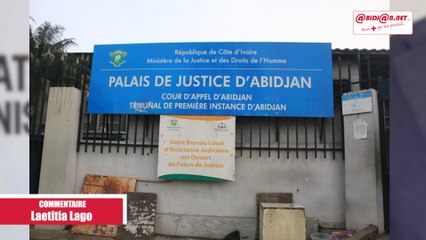 @BIDJ@N.NET
République de Côte d'Ivoire
Ministère de la Justice et des Droits de l'Homme
PALAIS DE JUSTICE D'ABIDJAN
COUR D'APPEL D'ABIDJAN
TRIBUNAL DE PREMIÈRE INSTANCE D'ABIDJAN
Votre Bureau Local
d'Assistance Judiciaire
est Ouvert
au Palais de Justice
COMMENTAIRE
Laetitia Lago